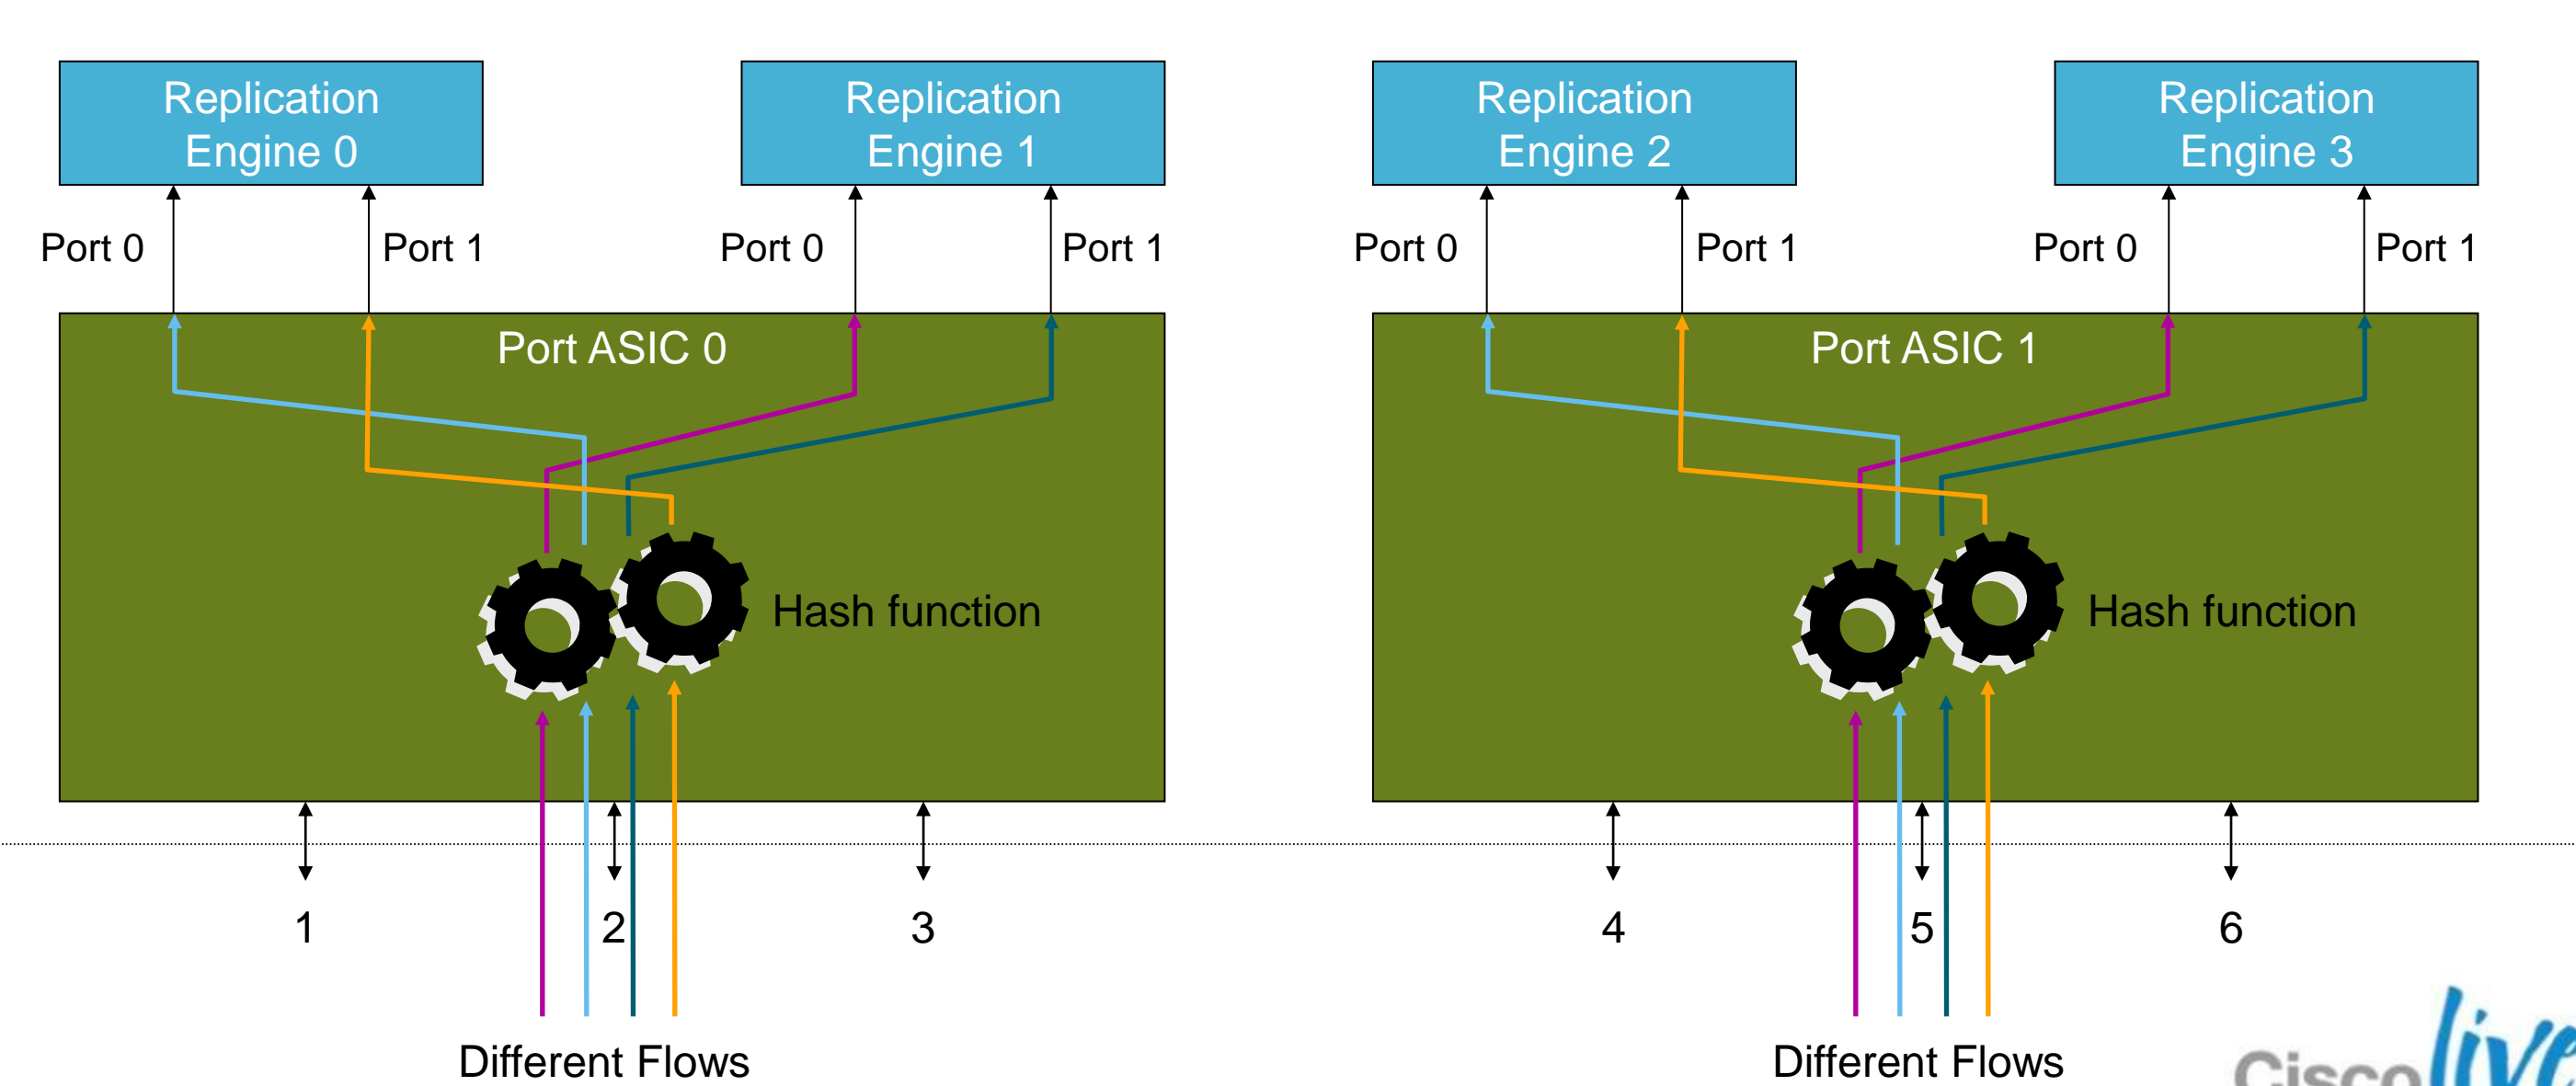 Replication
Engine 0
Replication
Engine 1
Replication
Engine 2
Replication
Engine 3
Port 0
Port 1
Port 0
Port 1
Port 0
Port 1
Port 0
Port 1
Port ASIC 0
Port ASIC 1
Hash function
Hash function
1
2
3
4
5
6
Different Flows
Different Flows
Cisco live